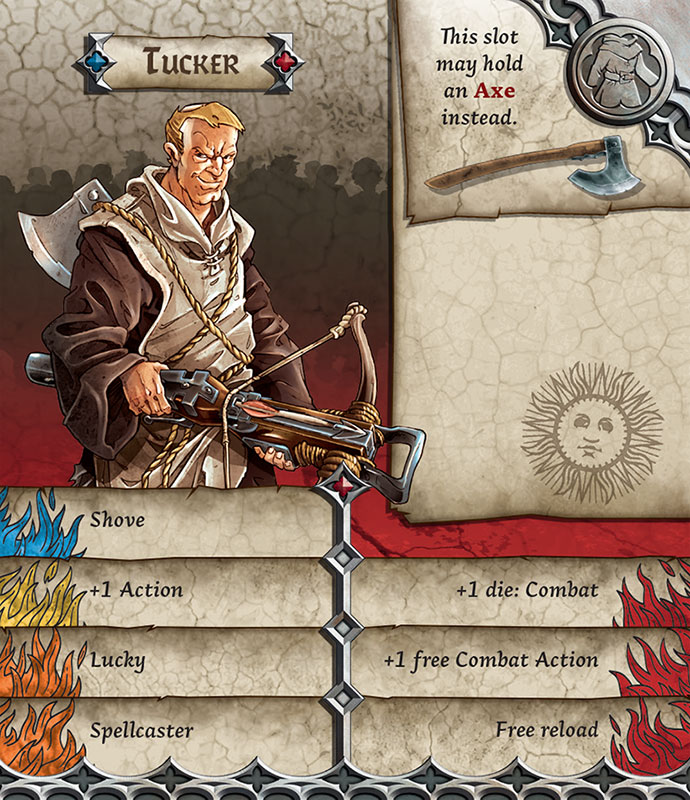 Tucker
This slot
may hold
an Axe
instead.
Shove
+1 Action
+1 die: Combat
Lucky
+1 free Combat Action
Spellcaster
Free reload